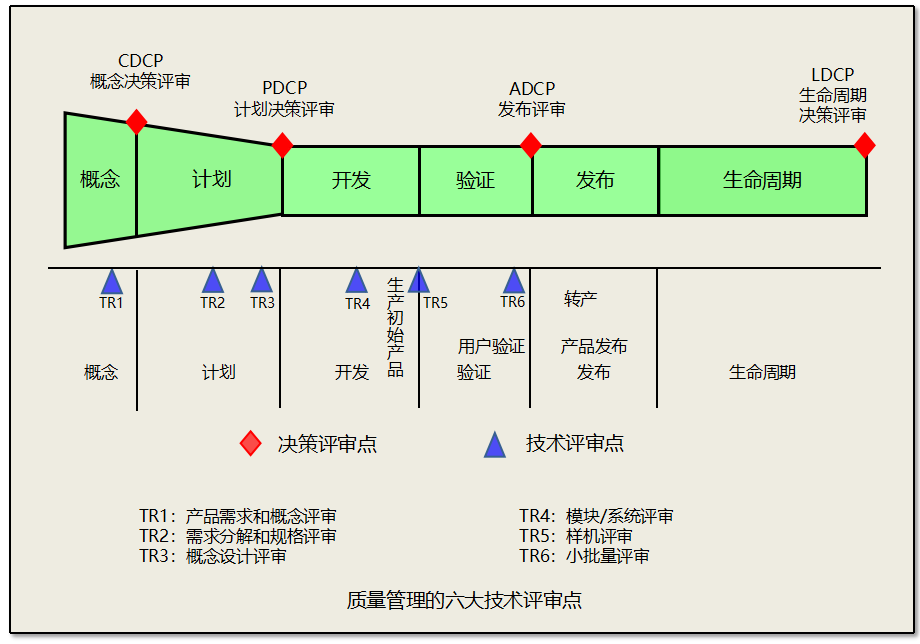 CDCP
概念决策评审
PDCP
计划决策评审
ADCP
发布评审
LDCP
生命周期
决策评审
概念
计划
开发
验证
发布
生命周期
TR1
TR2
TR3
TR4
生产初始产品
TR5
TR6
转产
用户验证
产品发布
概念
计划
开发
验证
发布
生命周期
决策评审点
技术评审点
TR1：产品需求和概念评审
TR2：需求分解和规格评审
TR3：概念设计评审
TR4：模块/系统评审
TR5：样机评审
TR6：小批量评审
质量管理的六大技术评审点